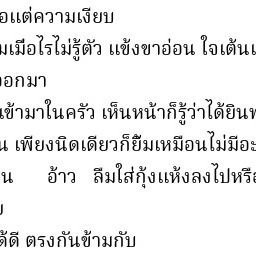 อแต่ความเงียบ
มเมื่อไรไม่รู้ตัว แข้งขาอ่อน ใจเต้น
ออกมา
ข้ามาในครัว เห็นหน้าก็รู้ว่าได้ยิน
น เพียงนิดเดียวก็ยิ้มเหมือนไม่มีอะ
น อ้าว ลืมใส่กุ้งแห้งลงไปหรือ
ย
ด้ดี ตรงกันข้ามกับ